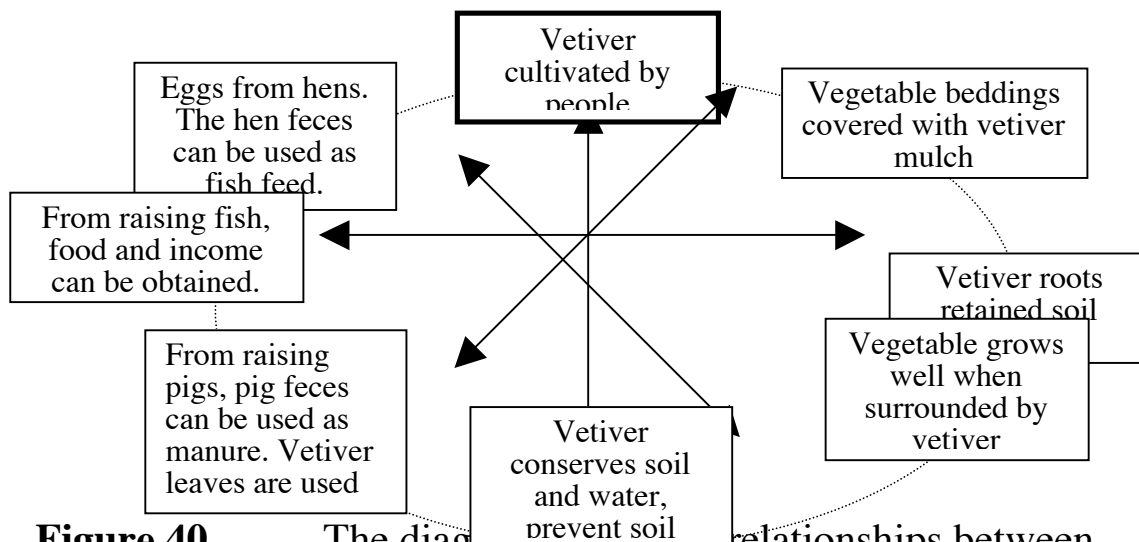 Vetiver
cultivated by
people
Eggs from hens.
The hen feces
can be used as
fish feed.
Vegetable beddings
covered with vetiver
mulch
From raising fish,
food and income
can be obtained.
Vetiver roots
retained soil
Vegetable grows
well when
surrounded by
vetiver
From raising
pigs, pig feces
can be used as
manure. Vetiver
leaves are used
Vetiver
conserves soil
and water,
prevent soil
Figure 40 The relationships between